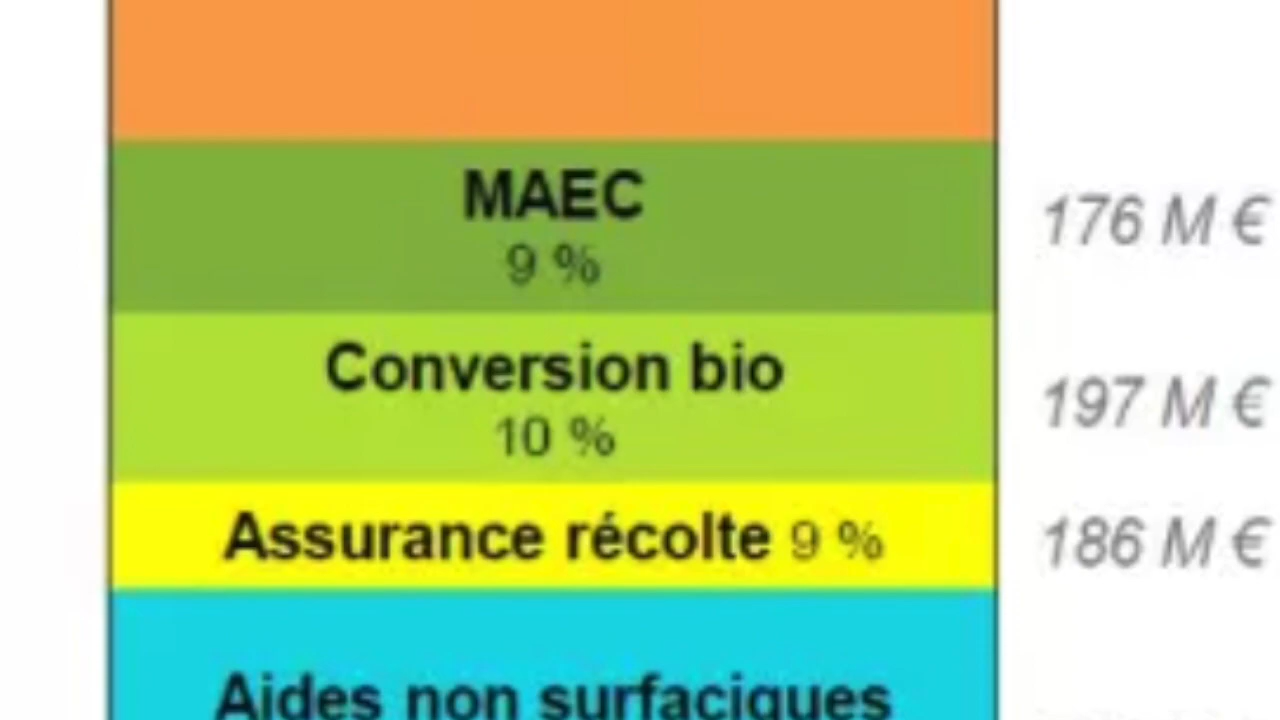 MAEC
9 %
176 M €
Conversion bio
10 %
197 M €
Assurance récolte 9 %
186 M €
Aides non surfaciques